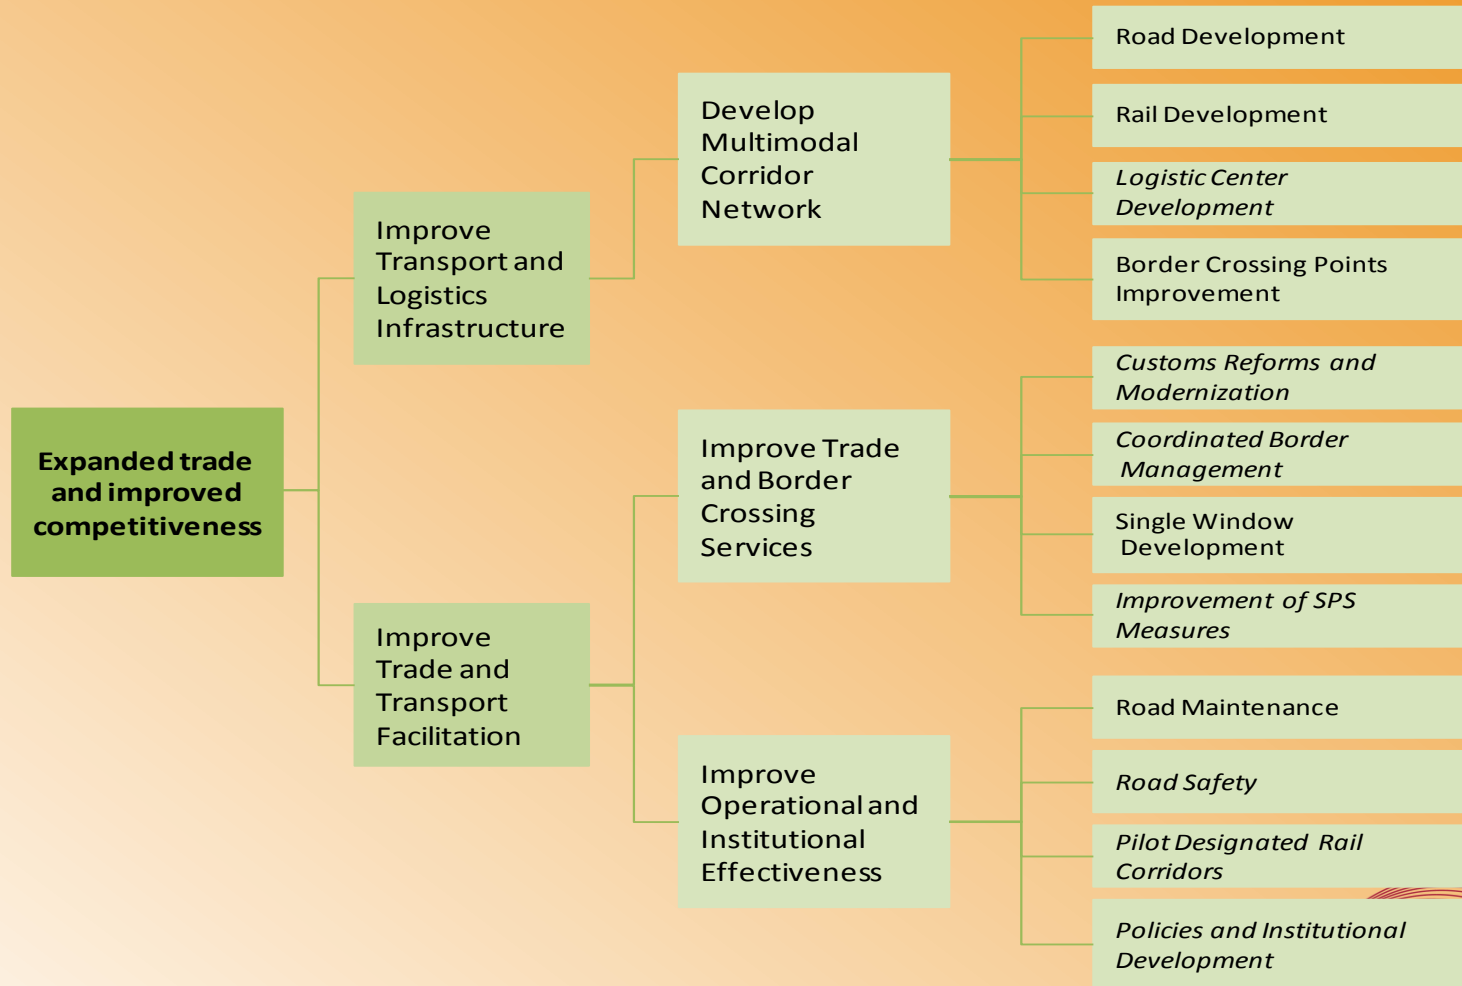 Expanded trade
and improved
competitiveness
Improve
Transport and
Logistics
Infrastructure
Improve
Trade and
Transport
Facilitation
Develop
Multimodal
Corridor
Network
Improve Trade
and Border
Crossing
Services
Improve
Operational and
Institutional
Effectiveness
Road Development
Rail Development
Logistic Center
Development
Border Crossing Points
Improvement
Customs Reforms and
Modernization
Coordinated Border
Management
Single Window
Development
Improvement of SPS
Measures
Road Maintenance
Road Safety
Pilot Designated Rail
Corridors
Policies and Institutional
Development